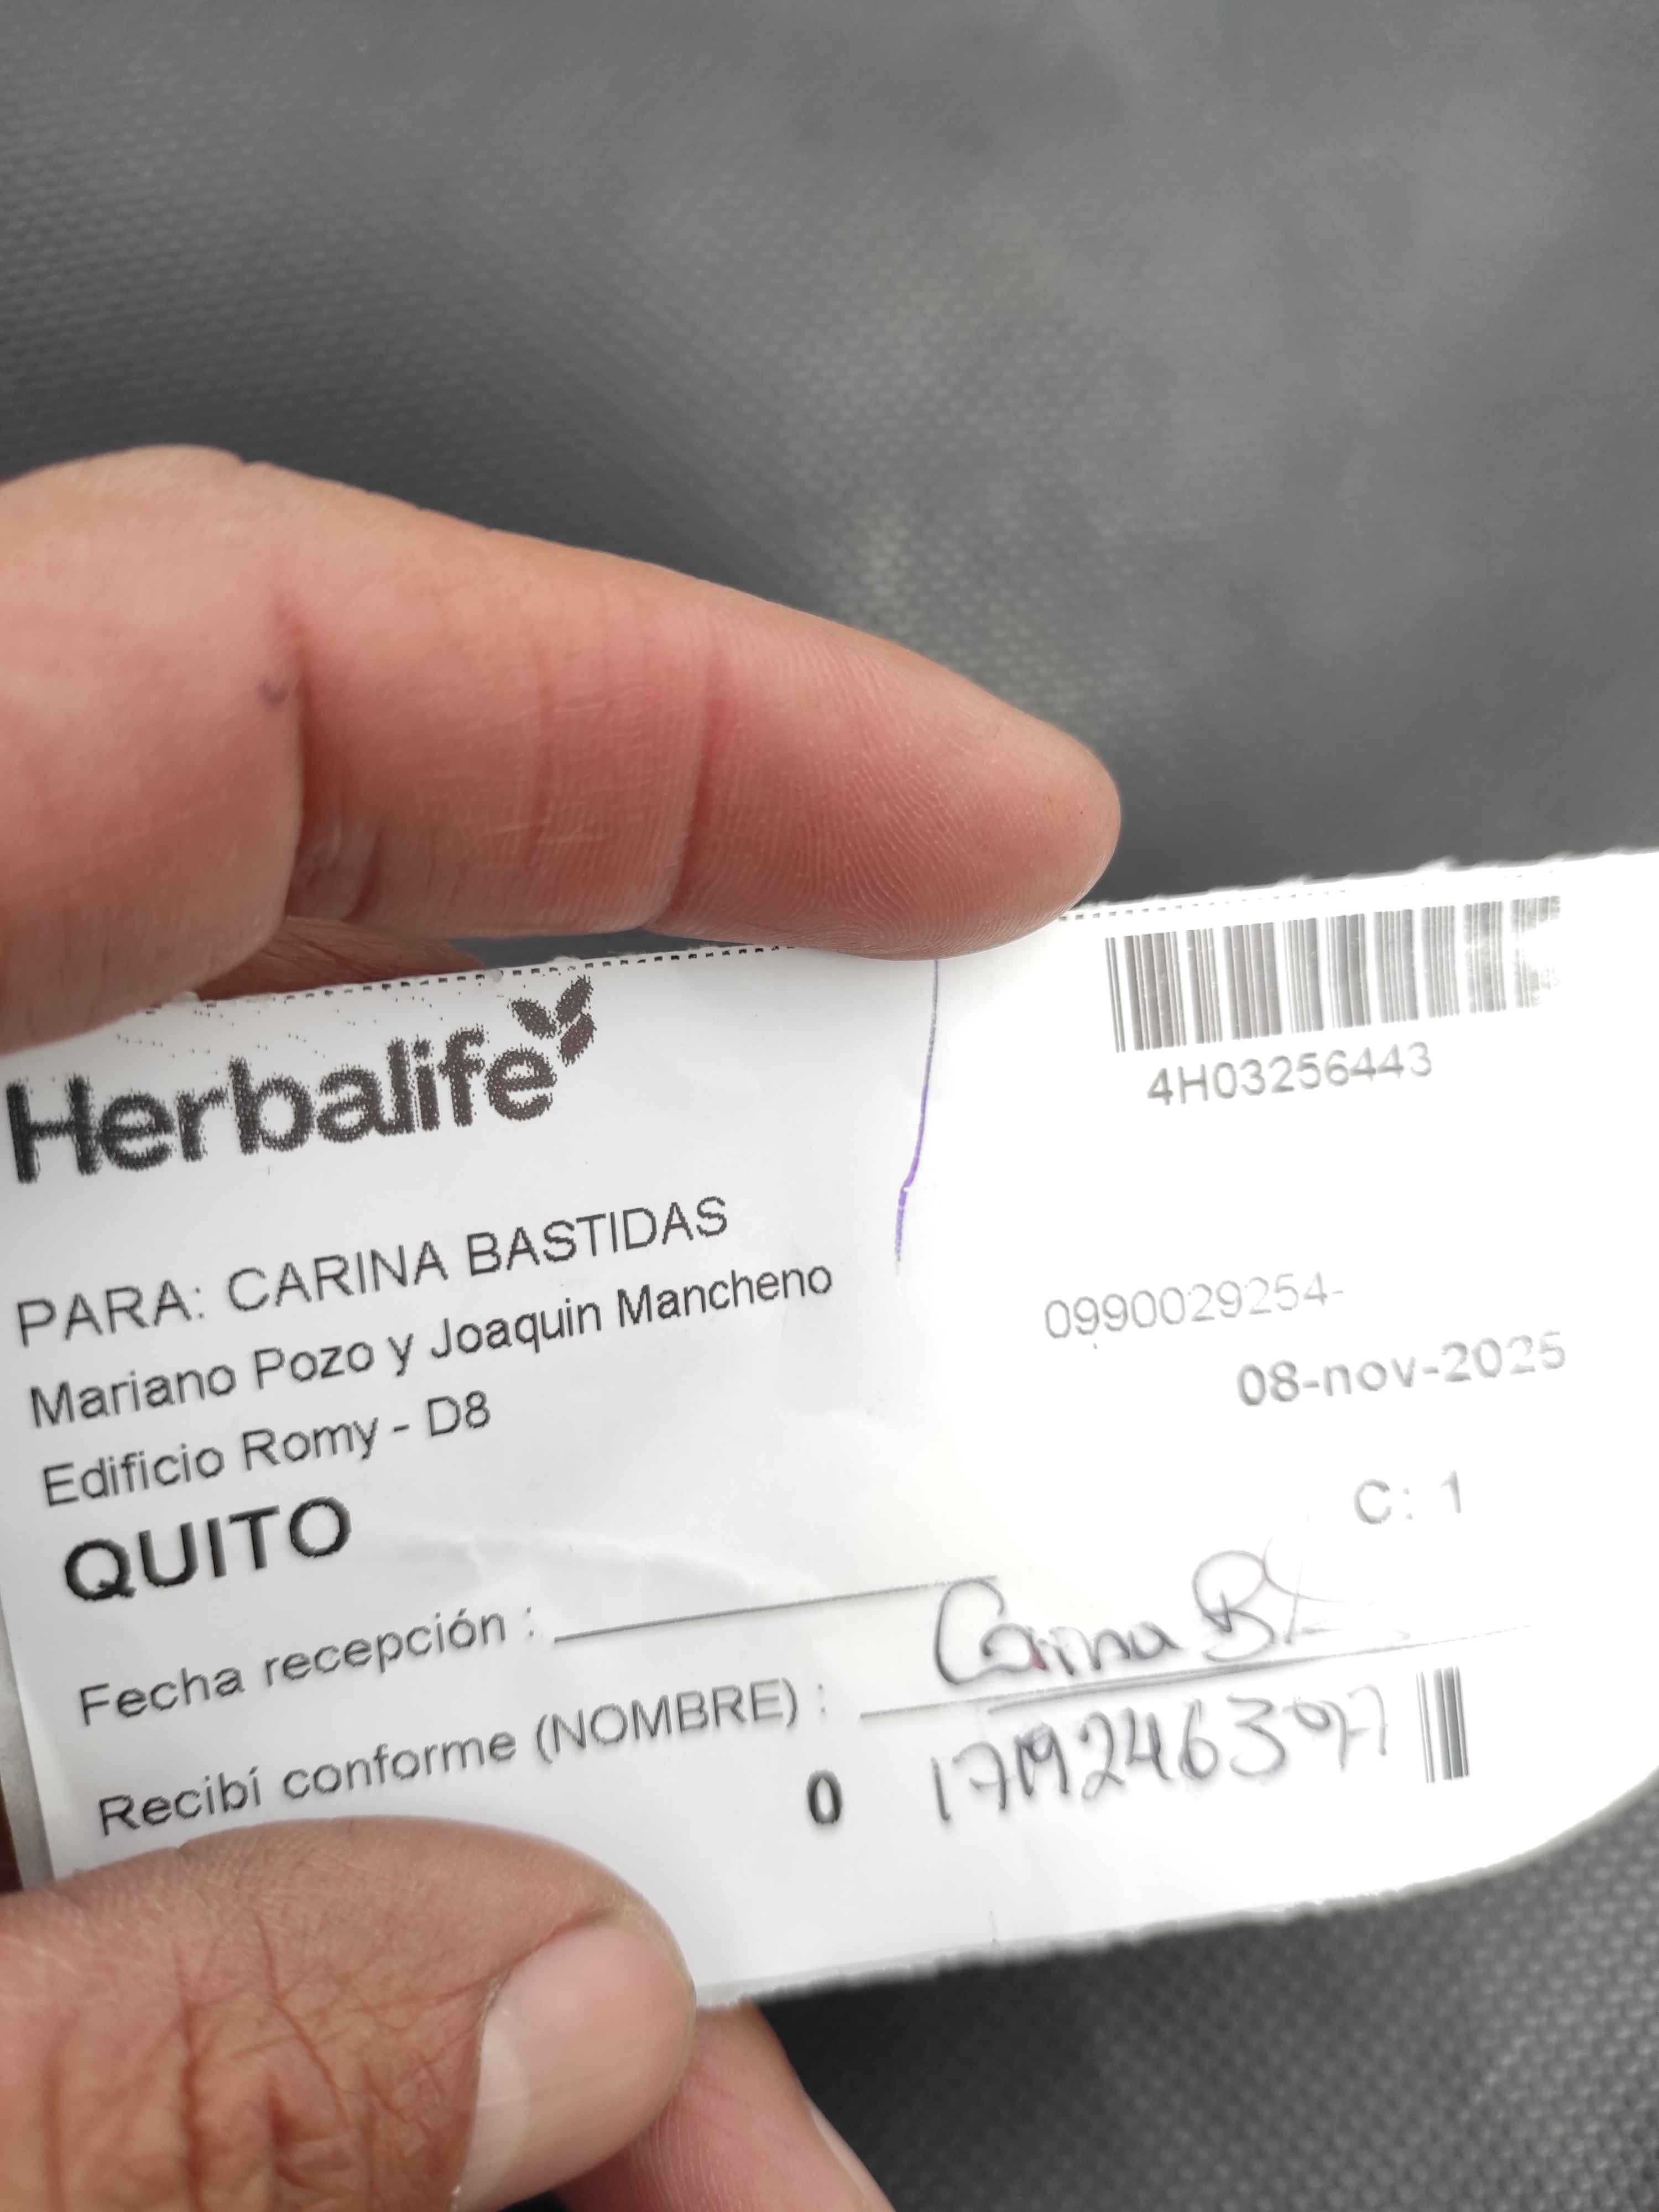 Herbalife
4H03256443
PARA: CARINA BASTIDAS
Mariano Pozo y Joaquin Mancheno
Edificio Romy - D8
QUITO
0990029254-
08-nov-2025
C: 1
Fecha recepción :
Recibí conforme (NOMBRE) : Carina
0